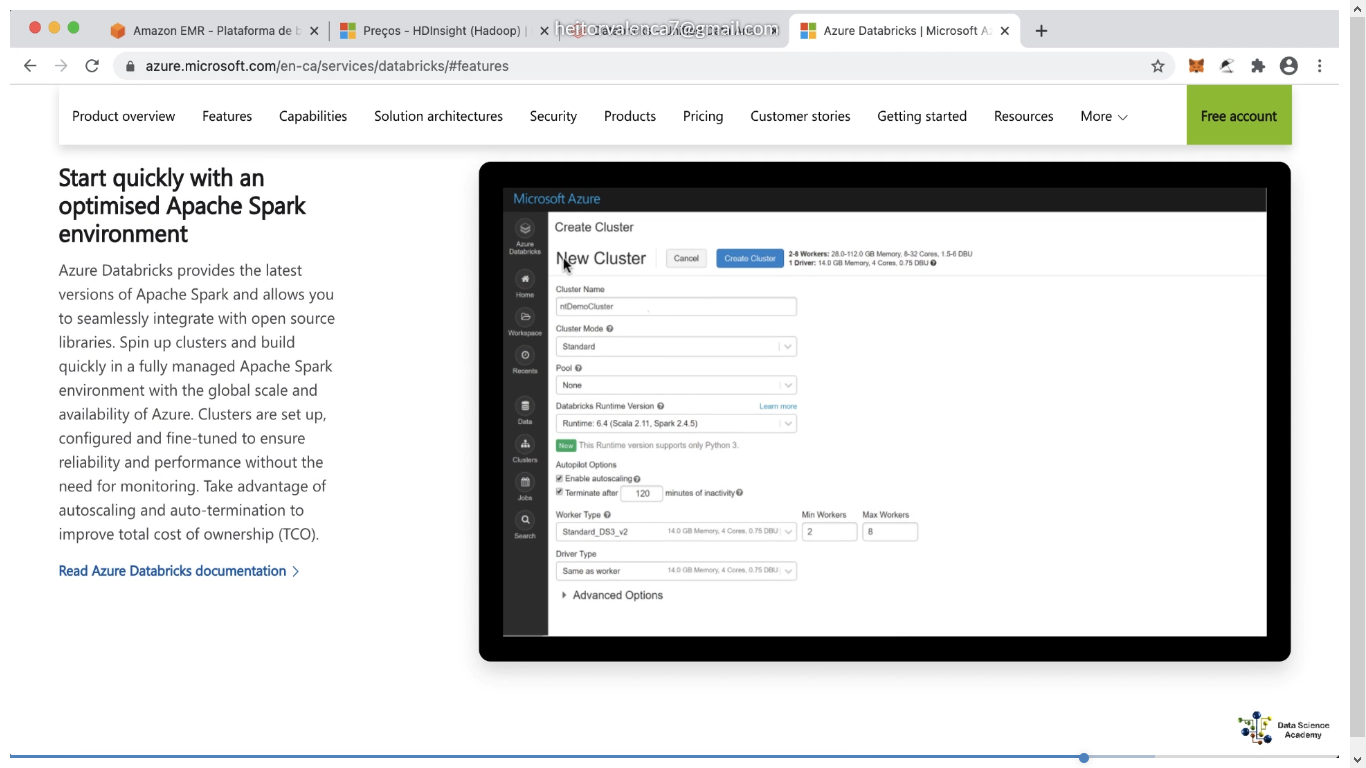 Amazon EMR - Plataforma de b
Preços - HDInsight (Hadoop) |
heitorvalenca7@gmail.com
Azure Databricks | Microsoft A
azure.microsoft.com/en-ca/services/databricks/#features
Product overview Features Capabilities Solution architectures Security Products Pricing Customer stories Getting started Resources More
Free account
Start quickly with an
optimised Apache Spark
environment
Azure Databricks provides the latest
versions of Apache Spark and allows you
to seamlessly integrate with open source
libraries. Spin up clusters and build
quickly in a fully managed Apache Spark
environment with the global scale and
availability of Azure. Clusters are set up,
configured and fine-tuned to ensure
reliability and performance without the
need for monitoring. Take advantage of
autoscaling and auto-termination to
improve total cost of ownership (TCO).
Read Azure Databricks documentation
Microsoft Azure
Azure
Databricks
Home
Workspace
Recents
Data
Clusters
Jobs
Search
Create Cluster
New Cluster
Cancel
Create Cluster
2-8 Workers: 28.0-112.0 GB Memory, 8-32 Cores, 1.5-6 DBU
1 Driver: 14.0 GB Memory, 4 Cores, 0.75 DBU
Cluster Name
ntDemoCluster
Cluster Mode
Standard
Pool
None
Databricks Runtime Version Learn more
Runtime: 6.4 (Scala 2.11, Spark 2.4.5)
New This Runtime version supports only Python 3.
Autopilot Options
Enable autoscaling
Terminate after 120 minutes of inactivity
Worker Type Min Workers Max Workers
Standard_DS3_v2 14.0 GB Memory, 4 Cores, 0.75 DBU 2 8
Driver Type
Same as worker 14.0 GB Memory, 4 Cores, 0.75 DBU
Advanced Options
Data Science
Academy